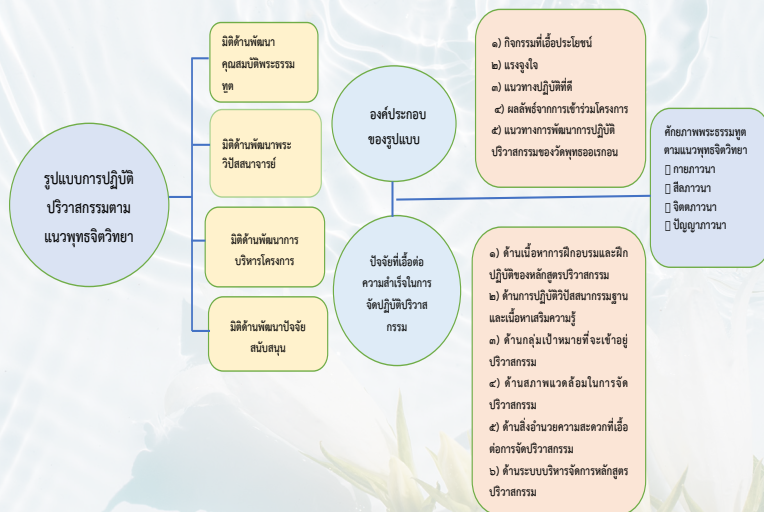 รูปแบบการปฏิบัติ
ปริวาสกรรมตาม
แนวพุทธจิตวิทยา
มิติด้านพัฒนา
คุณสมบัติพระธรรม
ทูต
มิติด้านพัฒนาพระ
วิปัสสนาจารย์
มิติด้านพัฒนาการ
บริหารโครงการ
มิติด้านพัฒนาปัจจัย
สนับสนุน
องค์ประกอบ
ของรูปแบบ
ปัจจัยที่เอื้อต่อ
ความสำเร็จในการ
จัดปฏิบัติปริวาส
กรรม
๑) กิจกรรมที่เอื้อประโยชน์
๒) แรงจูงใจ
๓) แนวทางปฏิบัติที่ดี
๔) ผลลัพธ์จากการเข้าร่วมโครงการ
๕) แนวทางการพัฒนาการปฏิบัติ
ปริวาสกรรมของวัดพุทธออเรกอน
๑) ด้านเนื้อหาการฝึกอบรมและฝึก
ปฏิบัติของหลักสูตรปริวาสกรรม
๒) ด้านการปฏิบัติวิปัสสนากรรมฐาน
และเนื้อหาเสริมความรู้
๓) ด้านกลุ่มเป้าหมายที่จะเข้าอยู่
ปริวาสกรรม
๔) ด้านสภาพแวดล้อมในการจัด
ปริวาสกรรม
๕) ด้านสิ่งอำนวยความสะดวกที่เอื้อ
ต่อการจัดปริวาสกรรม
๖) ด้านระบบบริหารจัดการหลักสูตร
ปริวาสกรรม
ศักยภาพพระธรรมทูต
ตามแนวพุทธจิตวิทยา
▯ กายภาวนา
▯ สีลภาวนา
▯ จิตตภาวนา
▯ ปัญญาภาวนา